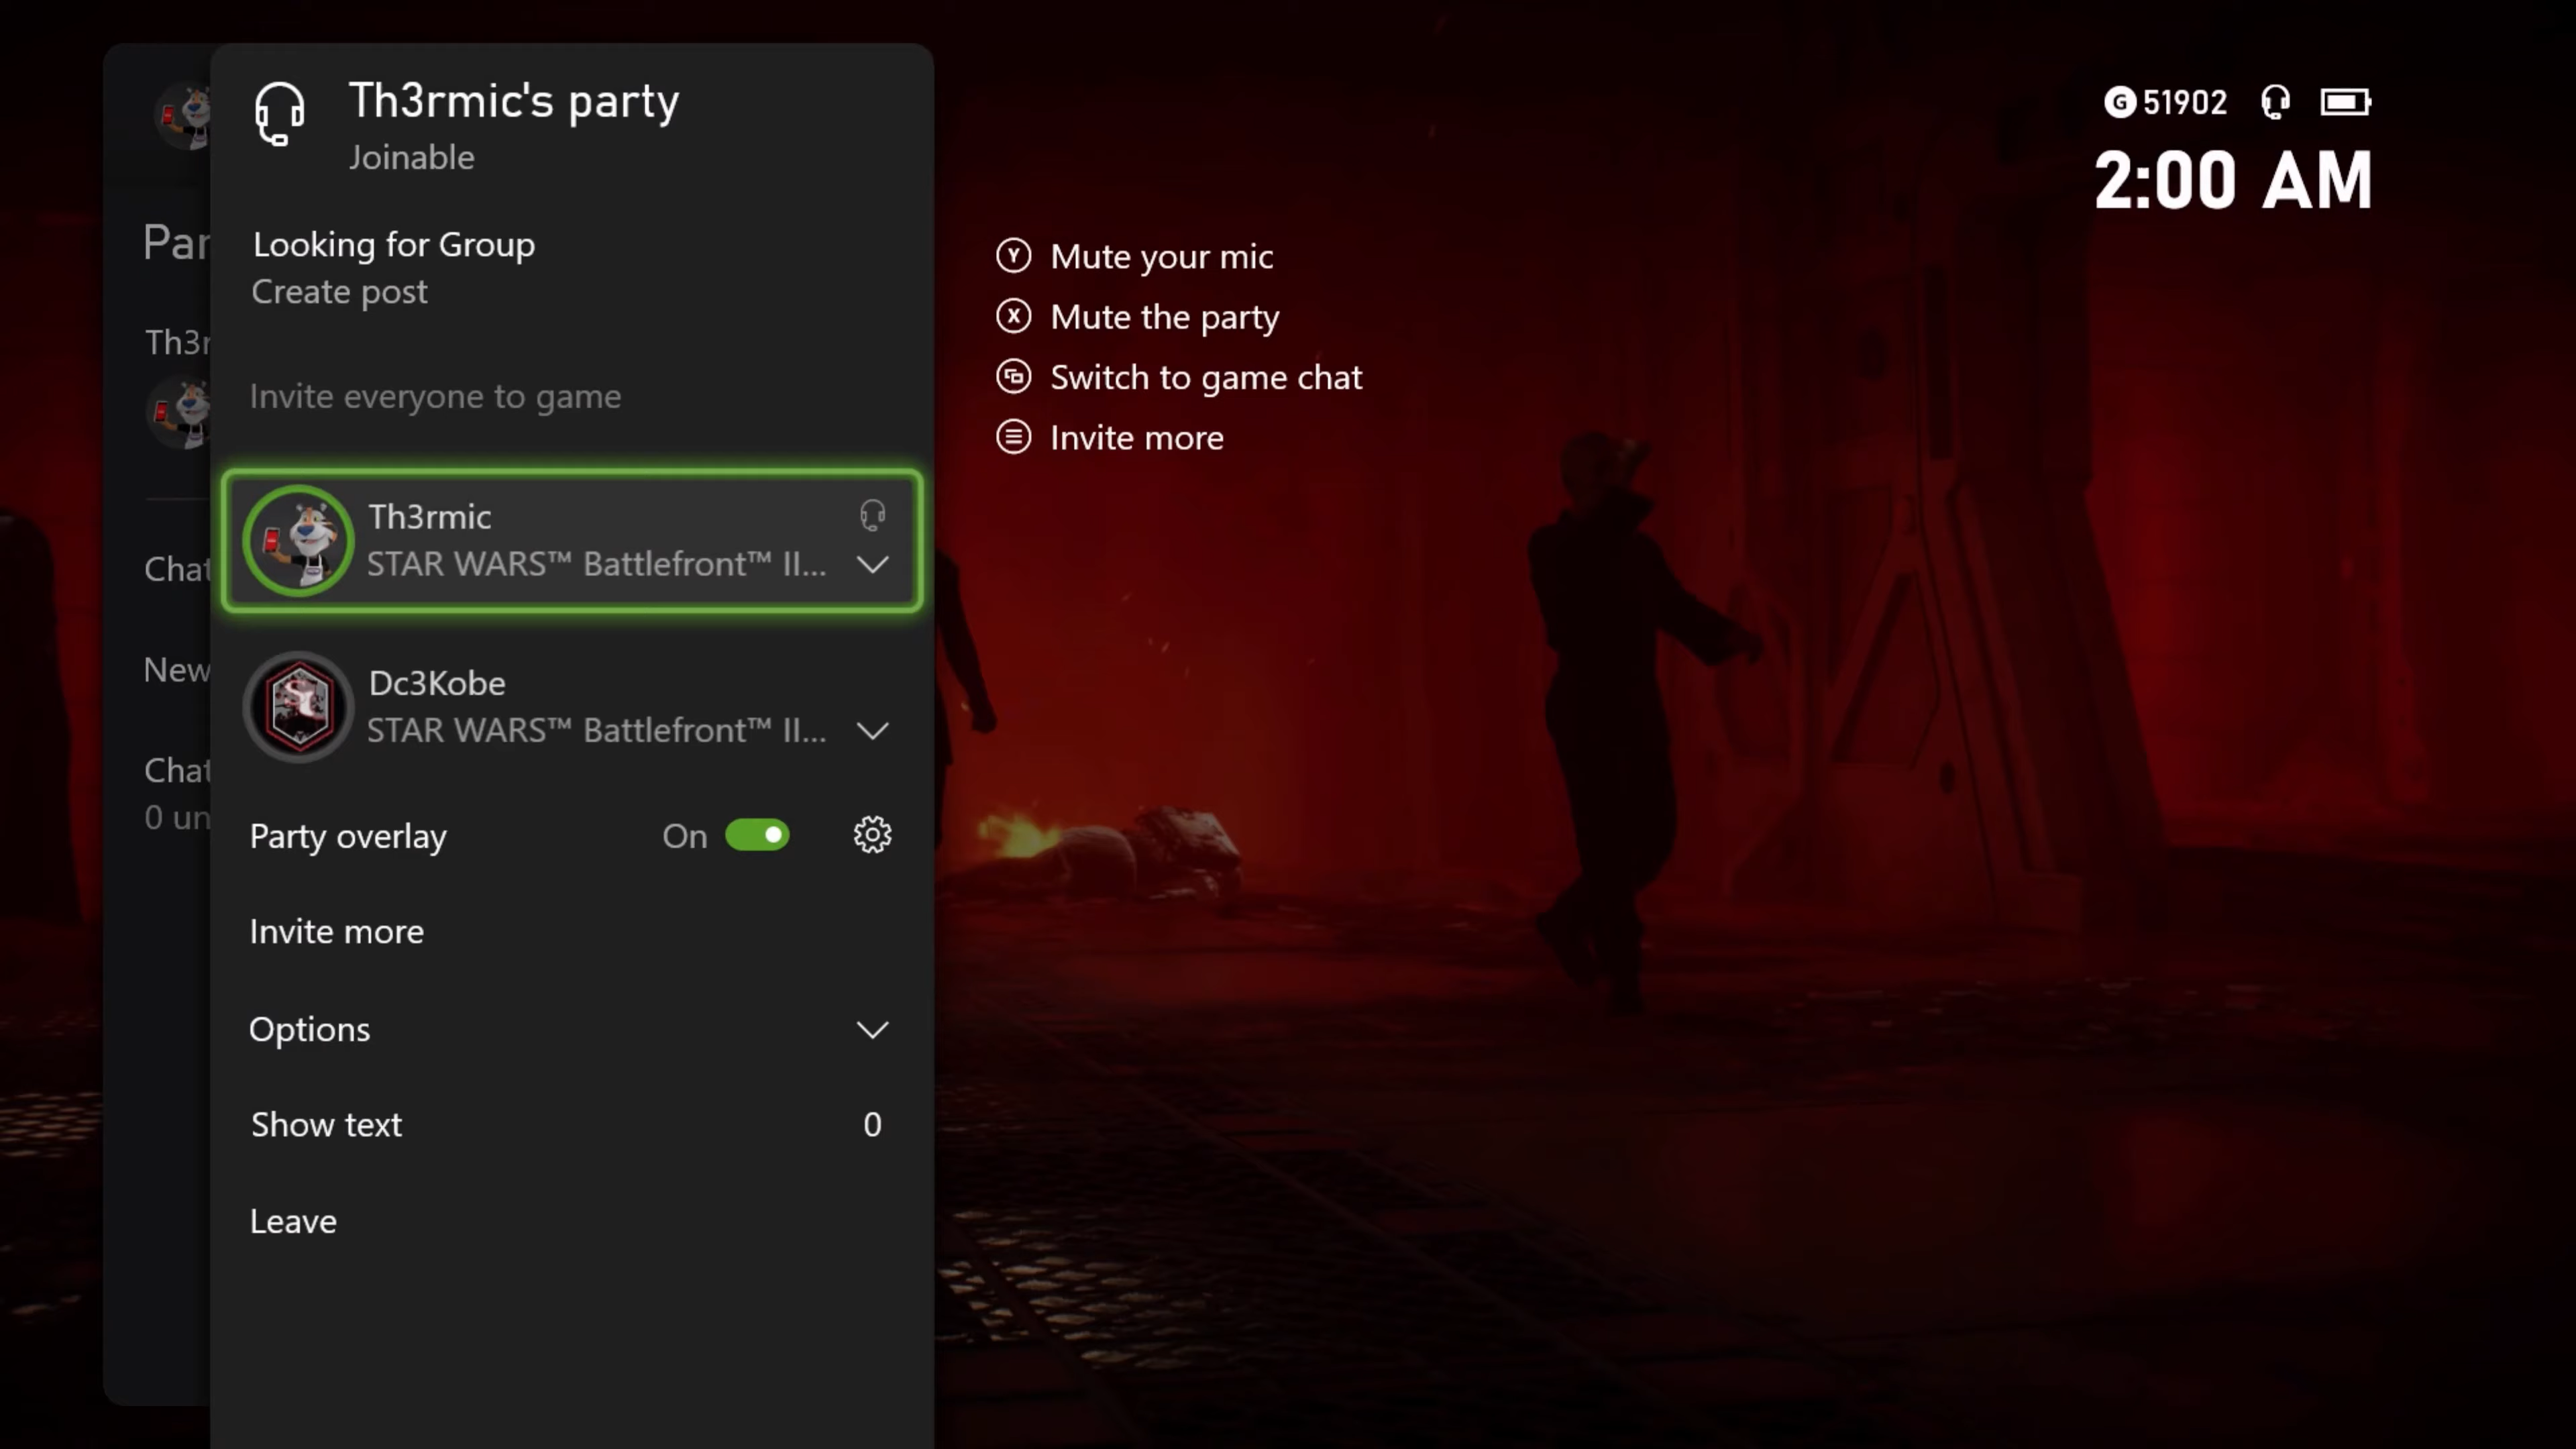 Th3rmic's party
Joinable
Looking for Group
Create post
Invite everyone to game
Th3rmic
STAR WARS™ Battlefront™ II...
Dc3Kobe
STAR WARS™ Battlefront™ II...
Party overlay On
Invite more
Options
Show text 0
Leave
Par
Th3r
Chat
New
Chat
0 un
Y Mute your mic
X Mute the party
Switch to game chat
Invite more
G 51902
2:00 AM